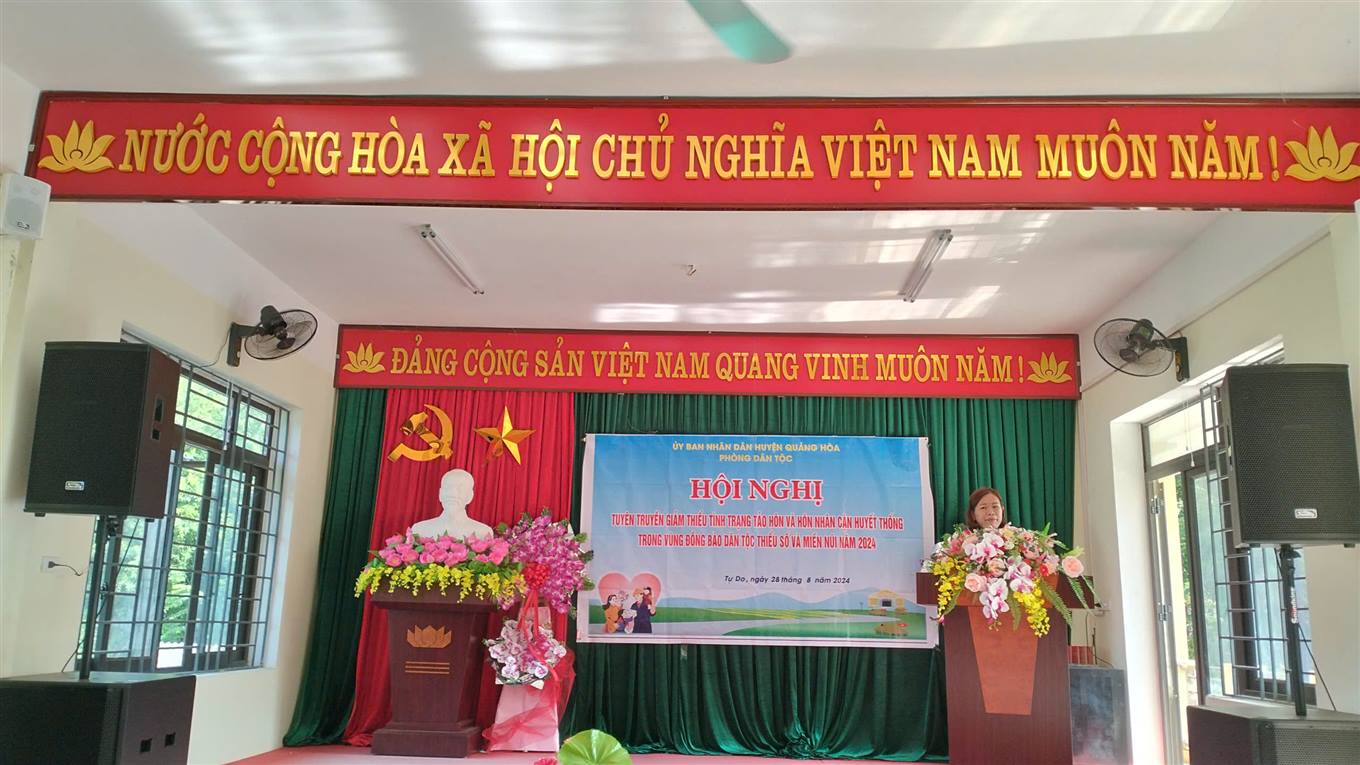 NƯỚC CỘNG HÒA XÃ HỘI CHỦ NGHĨA VIỆT NAM MUÔN NĂM !
ĐẢNG CỘNG SẢN VIỆT NAM QUANG VINH MUÔN NĂM !
ỦY BAN NHÂN DÂN HUYỆN QUẢNG HÒA
PHÒNG DÂN TỘC
HỘI NGHỊ
TUYÊN TRUYỀN GIẢM THIỂU TÌNH TRẠNG TẢO HÔN VÀ HÔN NHÂN CẬN HUYẾT THỐNG
TRONG VÙNG ĐỒNG BÀO DÂN TỘC THIỂU SỐ VÀ MIỀN NÚI NĂM 2024
Tự Do, ngày 28 tháng 8 năm 2024